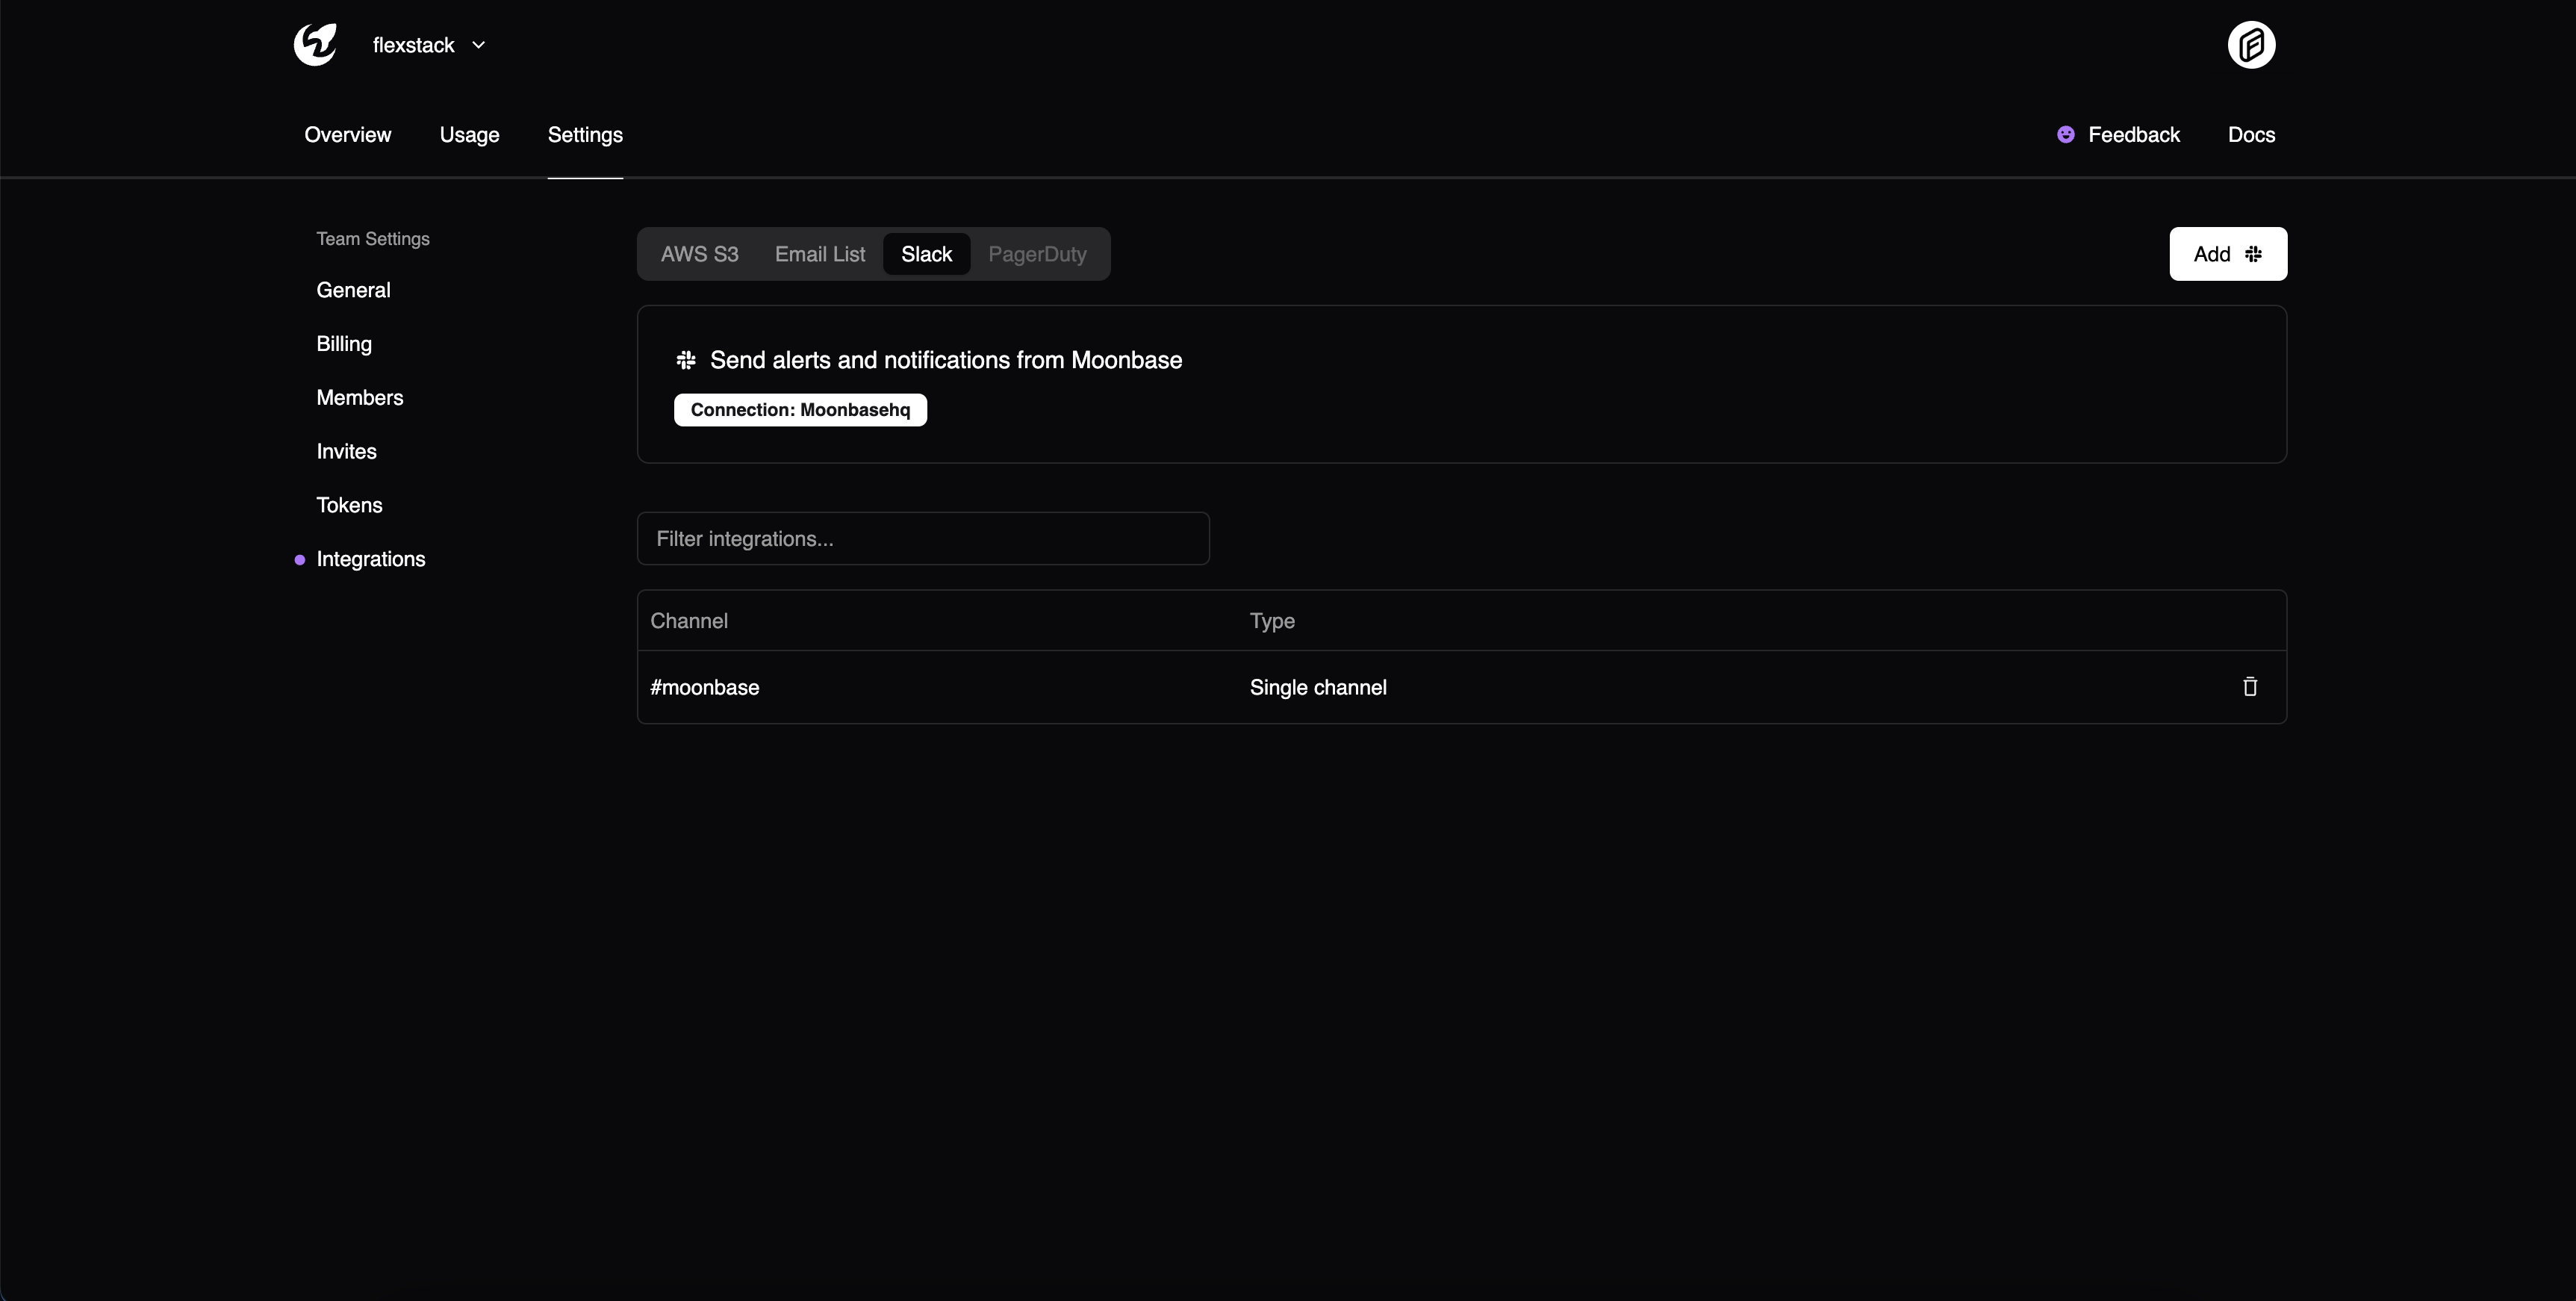 flexstack
Overview Usage Settings Feedback Docs
Team Settings
General
Billing
Members
Invites
Tokens
Integrations
AWS S3 Email List Slack PagerDuty Add
Send alerts and notifications from Moonbase
Connection: Moonbasehq
Filter integrations...
Channel Type
#moonbase Single channel